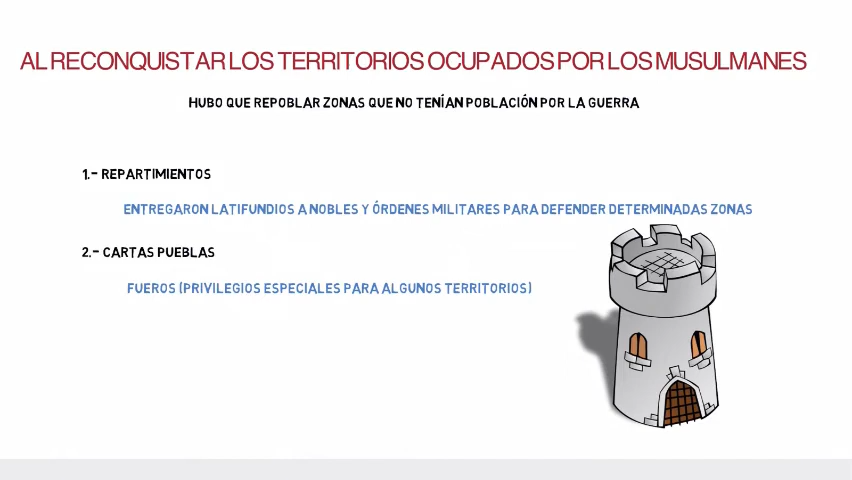 AL RECONQUISTAR LOS TERRITORIOS OCUPADOS POR LOS MUSULMANES
HUBO QUE REPOBLAR ZONAS QUE NO TENÍAN POBLACIÓN POR LA GUERRA
1.- REPARTIMIENTOS
ENTREGARON LATIFUNDIOS A NOBLES Y ÓRDENES MILITARES PARA DEFENDER DETERMINADAS ZONAS
2.- CARTAS PUEBLAS
FUEROS (PRIVILEGIOS ESPECIALES PARA ALGUNOS TERRITORIOS)